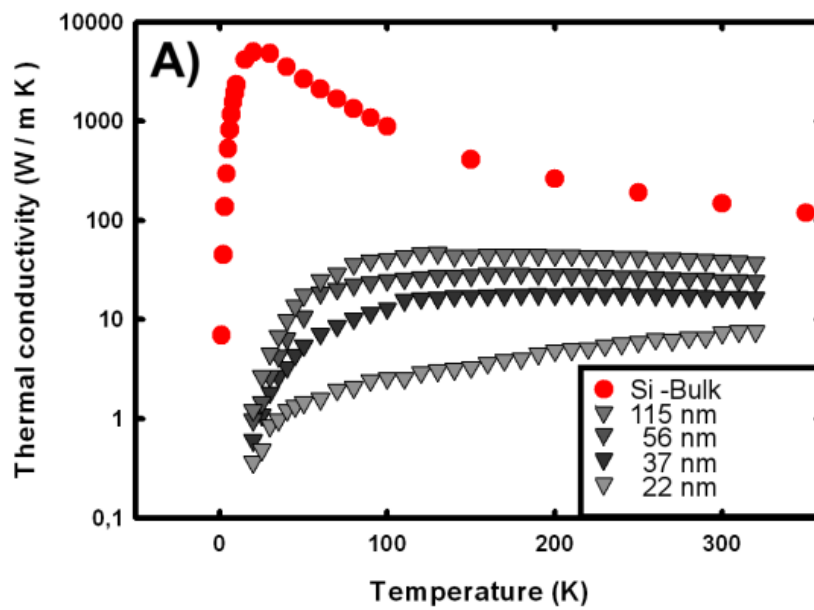 A)
Thermal conductivity (W / m K)
10000
1000
100
10
1
0,1
0
100
200
300
Temperature (K)
Si -Bulk
115 nm
56 nm
37 nm
22 nm